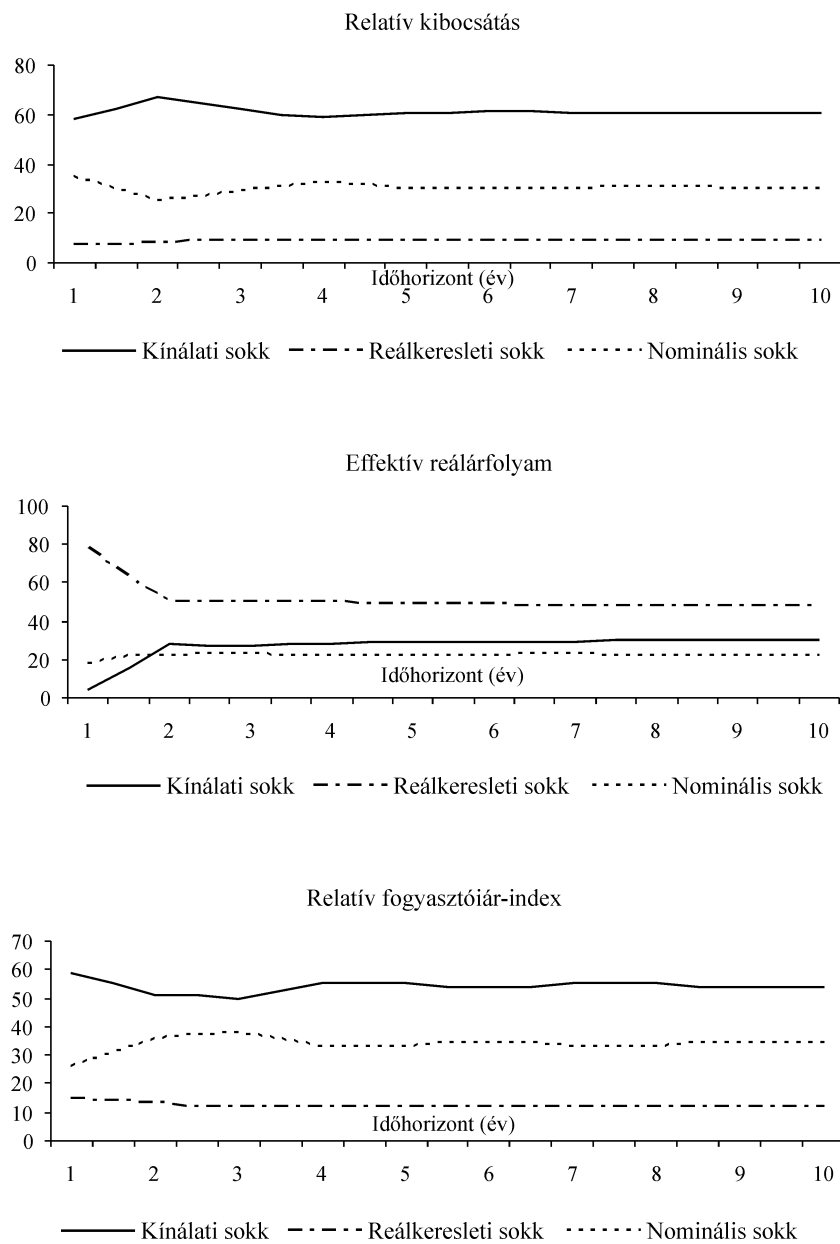 Relatív kibocsátás
80
60
40
20
0
Időhorizont (év)
1 2 3 4 5 6 7 8 9 10
Kínálati sokk Reálkeresleti sokk Nominális sokk
Effektív reálárfolyam
100
80
60
40
20
0
Időhorizont (év)
1 2 3 4 5 6 7 8 9 10
Kínálati sokk Reálkeresleti sokk Nominális sokk
Relatív fogyasztóiár-index
70
60
50
40
30
20
10
0
Időhorizont (év)
1 2 3 4 5 6 7 8 9 10
Kínálati sokk Reálkeresleti sokk Nominális sokk